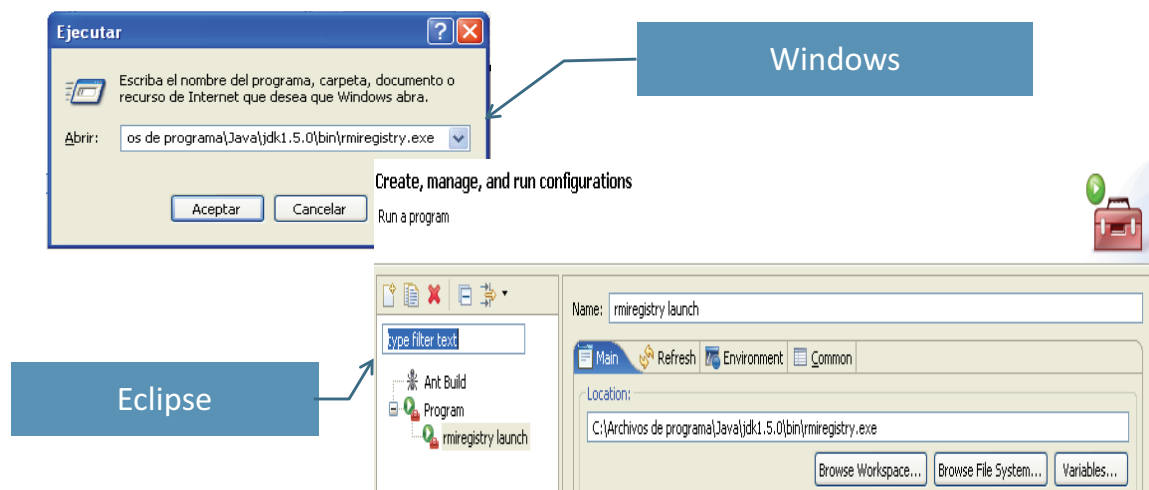 Ejecutar
Windows
Escriba el nombre del programa, carpeta, documento o
recurso de Internet que desea que Windows abra.
Abrir: os de programa\Java\jdk1.5.0\bin\rmiregistry.exe
Aceptar Cancelar
Create, manage, and run configurations
Run a program
Name: rmiregistry launch
type filter text
Main Refresh Environment Common
Ant Build
Location:
Eclipse
Program
C:\Archivos de programa\Java\jdk1.5.0\bin\rmiregistry.exe
rmiregistry launch
Browse Workspace... Browse File System... Variables...